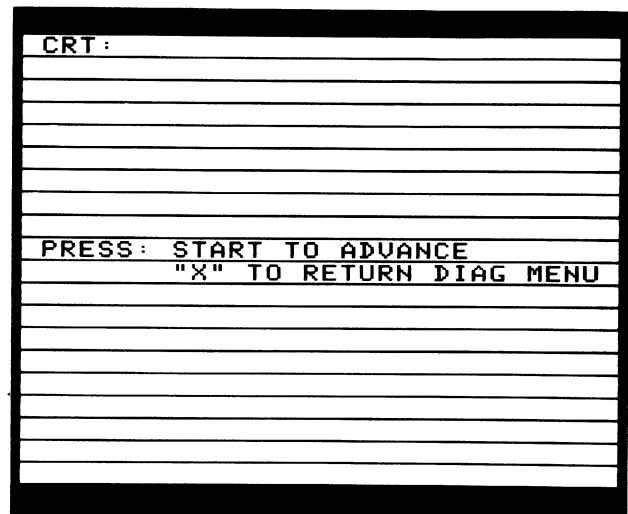 CRT:
PRESS: START TO ADVANCE
"X" TO RETURN DIAG MENU